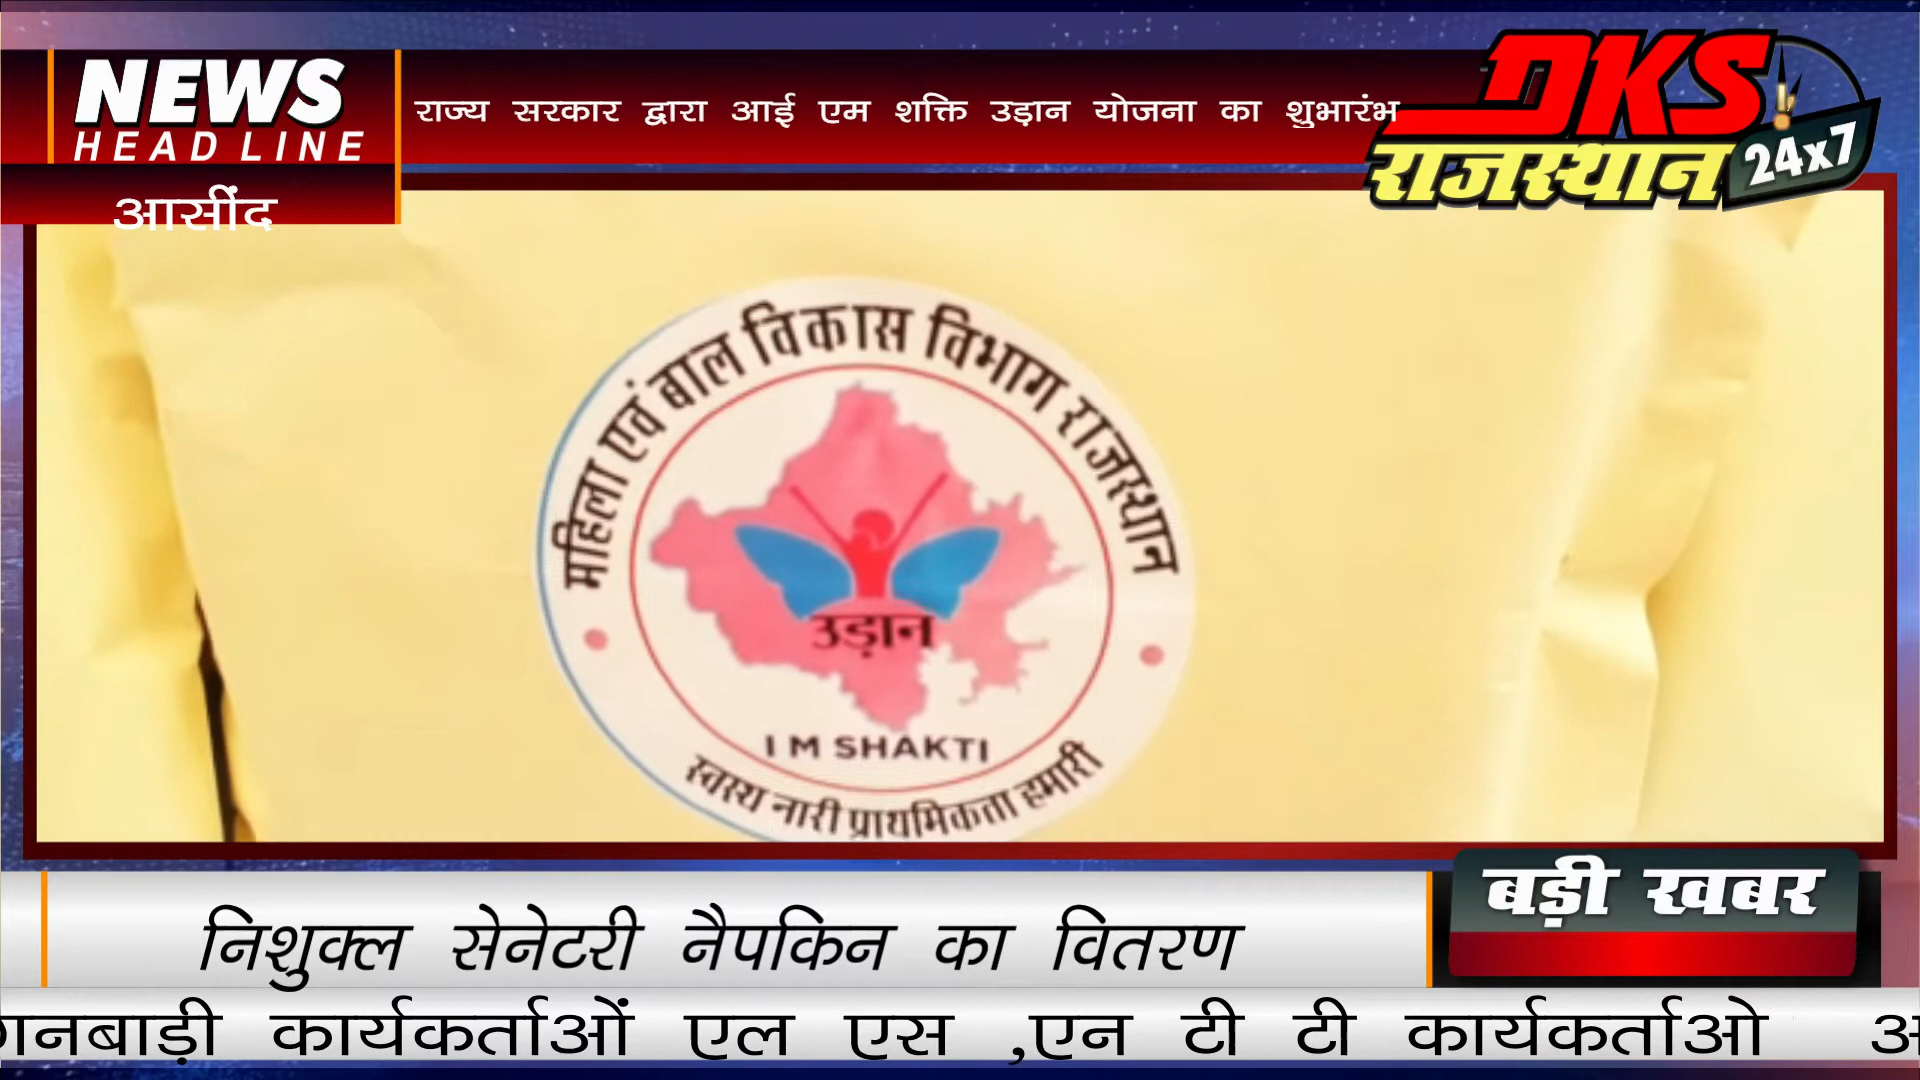 NEWS
HEAD LINE
आसींद
राज्य सरकार द्वारा आई एम शक्ति उड़ान योजना का शुभारंभ
DKS
राजस्थान
24x7
महिला एवं बाल विकास विभाग राजस्थान
उड़ान
I M SHAKTI
स्वस्थ नारी प्राथमिकता हमारी
बड़ी खबर
निशुक्ल सेनेटरी नैपकिन का वितरण
कार्यकर्ताओं एल एस ,एन टी टी कार्यकर्ताओ